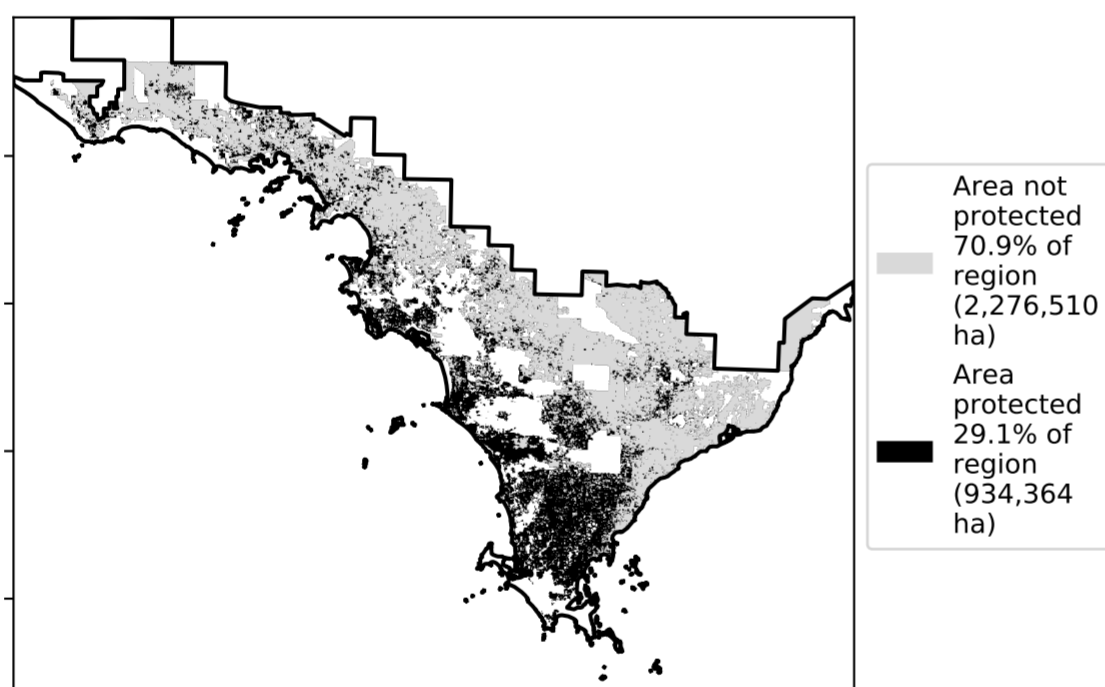 Area not
protected
70.9% of
region
(2,276,510
ha)
Area
protected
29.1% of
region
(934,364
ha)